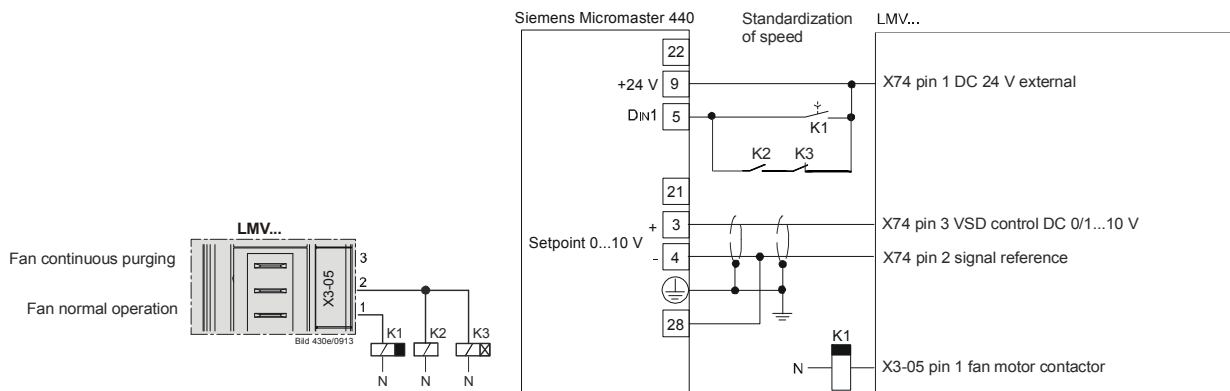 Siemens Micromaster 440
Standardization
of speed
LMV...
22
+24 V
9
X74 pin 1 DC 24 V external
DIN1
5
K1
K2
K3
21
+
3
X74 pin 3 VSD control DC 0/1...10 V
Setpoint 0...10 V
-
4
X74 pin 2 signal reference
28
K1
N
X3-05 pin 1 fan motor contactor
LMV...
Fan continuous purging
3
X3-05
2
Fan normal operation
1
Bild 430e/0913
K1
K2
K3
N
N
N